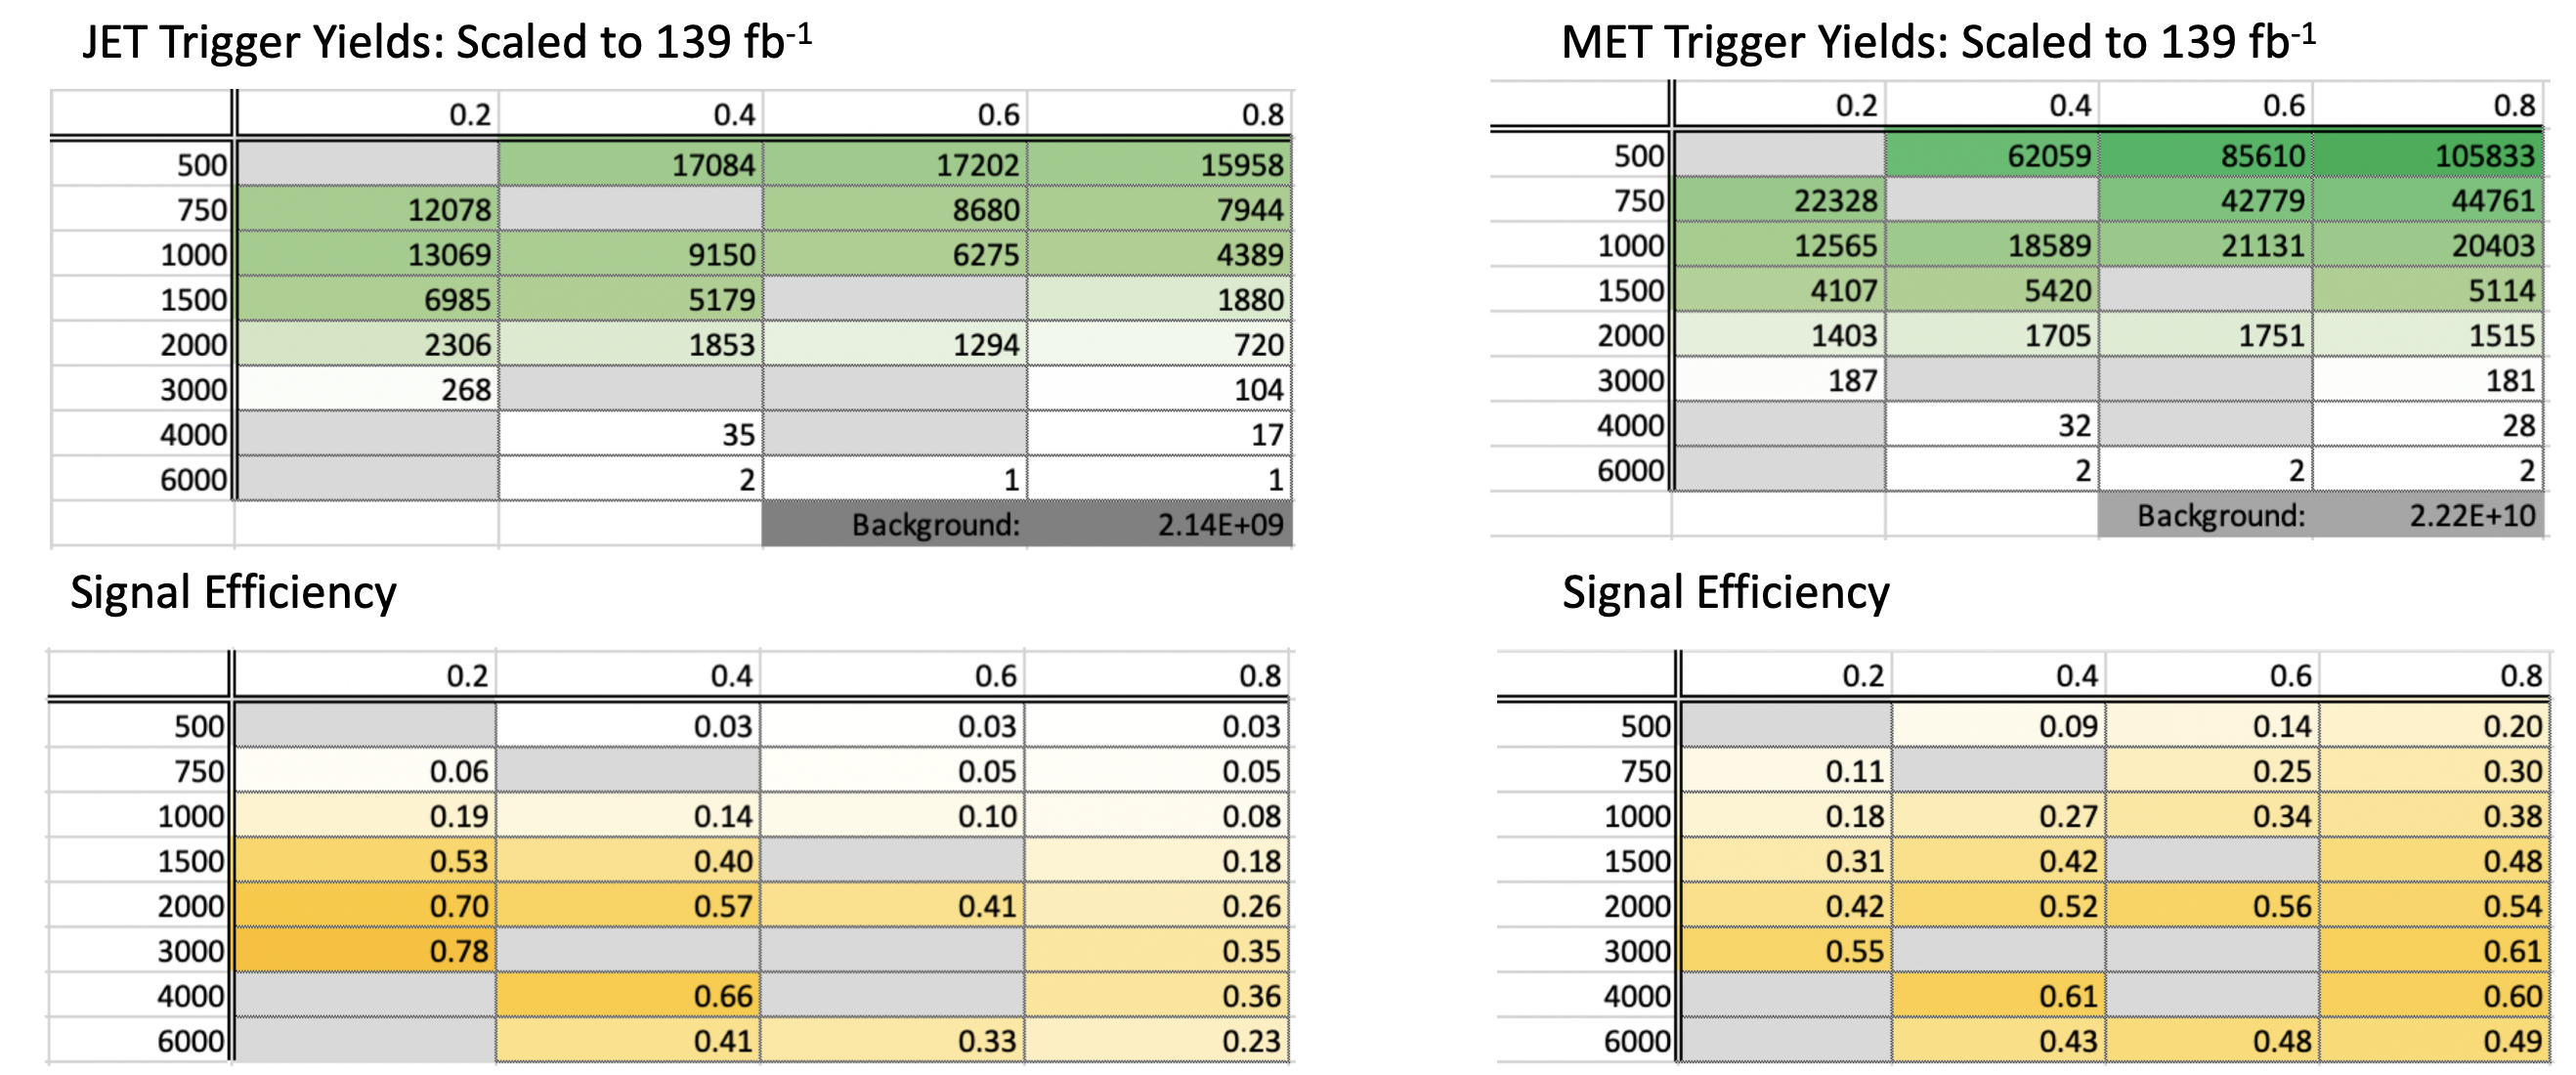 JET Trigger Yields: Scaled to 139 fb-1
0.2 0.4 0.6 0.8
500 17084 17202 15958
750 12078 8680 7944
1000 13069 9150 6275 4389
1500 6985 5179 1880
2000 2306 1853 1294 720
3000 268 104
4000 35 17
6000 2 1 1
Background: 2.14E+09
MET Trigger Yields: Scaled to 139 fb-1
0.2 0.4 0.6 0.8
500 62059 85610 105833
750 22328 42779 44761
1000 12565 18589 21131 20403
1500 4107 5420 5114
2000 1403 1705 1751 1515
3000 187 181
4000 32 28
6000 2 2 2
Background: 2.22E+10
Signal Efficiency
0.2 0.4 0.6 0.8
500 0.03 0.03 0.03
750 0.06 0.05 0.05
1000 0.19 0.14 0.10 0.08
1500 0.53 0.40 0.18
2000 0.70 0.57 0.41 0.26
3000 0.78 0.35
4000 0.66 0.36
6000 0.41 0.33 0.23
Signal Efficiency
0.2 0.4 0.6 0.8
500 0.09 0.14 0.20
750 0.11 0.25 0.30
1000 0.18 0.27 0.34 0.38
1500 0.31 0.42 0.48
2000 0.42 0.52 0.56 0.54
3000 0.55 0.61
4000 0.61 0.60
6000 0.43 0.48 0.49